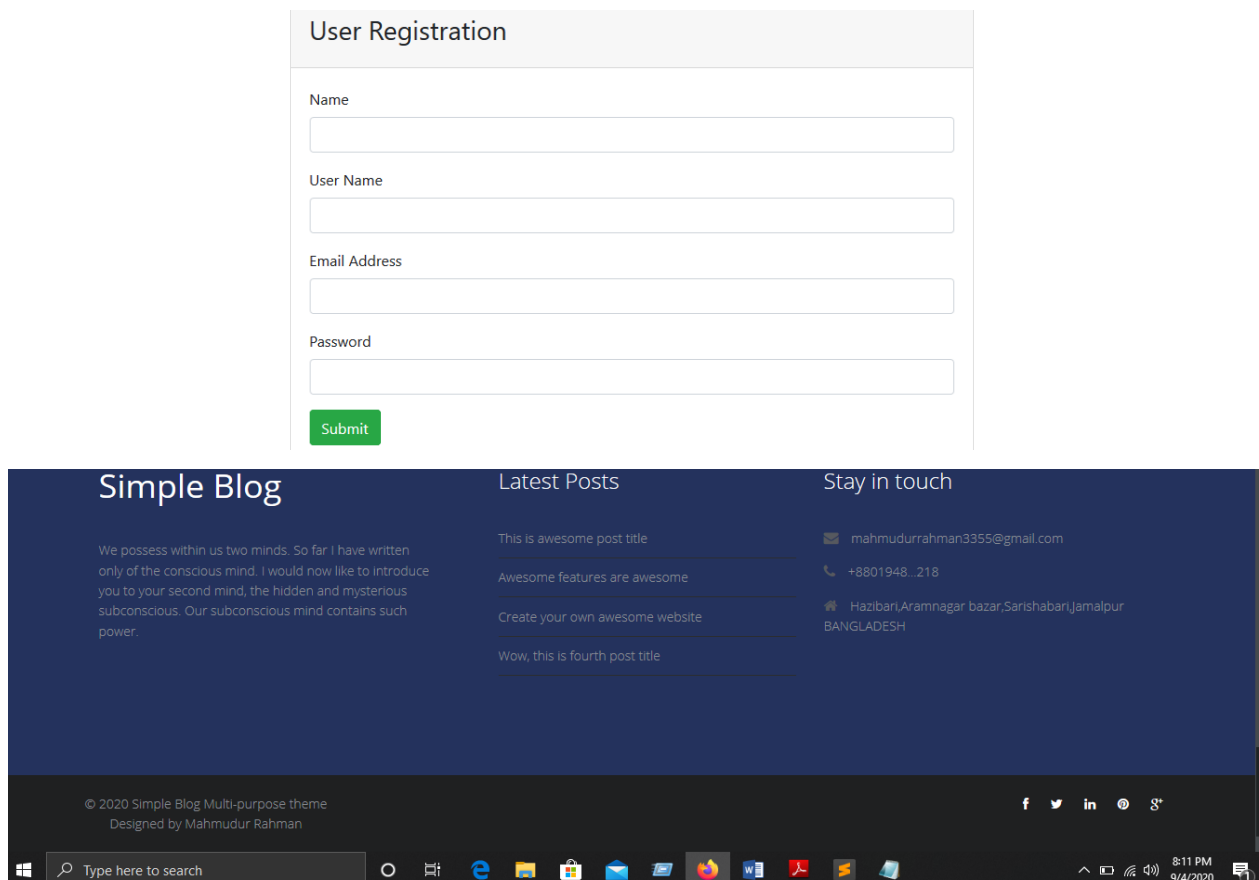 User Registration
Name
User Name
Email Address
Password
Submit
Simple Blog
We possess within us two minds. So far I have written
only of the conscious mind. I would now like to introduce
you to your second mind, the hidden and mysterious
subconscious. Our subconscious mind contains such
power.
Latest Posts
This is awesome post title
Awesome features are awesome
Create your own awesome website
Wow, this is fourth post title
Stay in touch
mahmudurrahman3355@gmail.com
+8801948...218
Hazibari,Aramnagar bazar,Sarishabari,Jamalpur
BANGLADESH
© 2020 Simple Blog Multi-purpose theme
Designed by Mahmudur Rahman
Type here to search
8:11 PM
9/4/2020